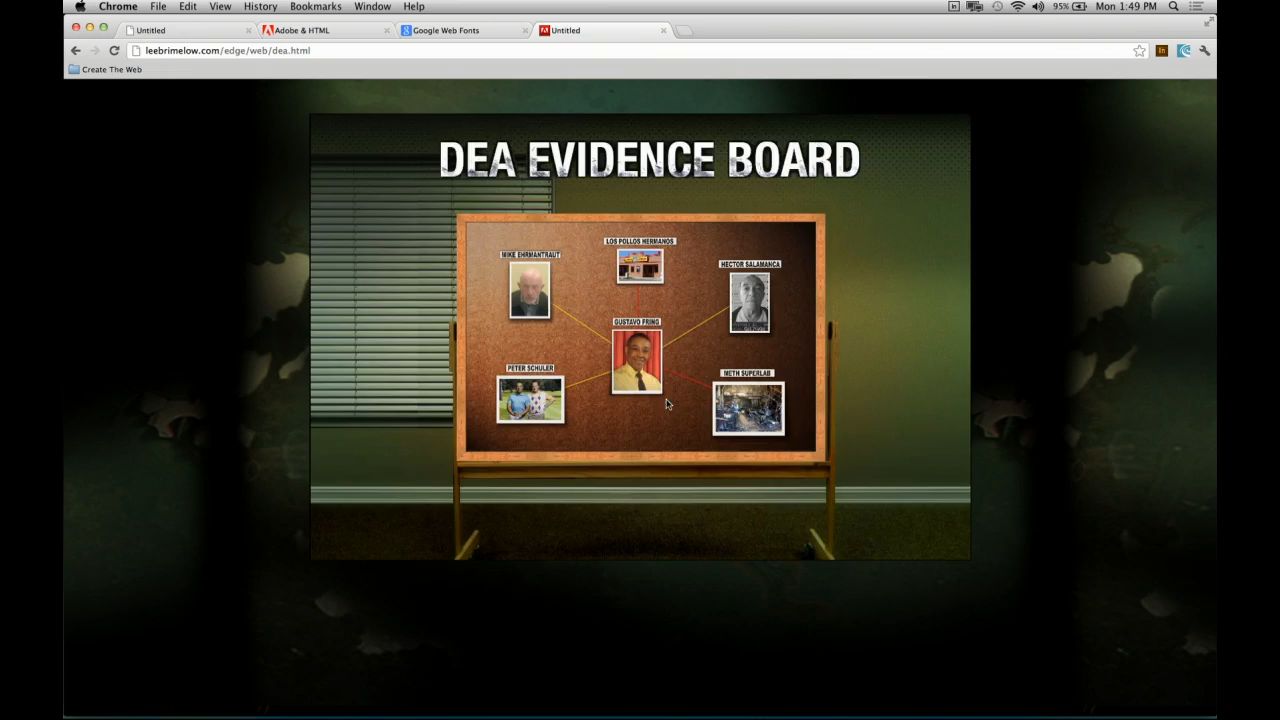 Chrome File Edit View History Bookmarks Window Help
95% Mon 1:49 PM
Untitled
Adobe & HTML
Google Web Fonts
Untitled
leebrimelow.com/edge/web/dea.html
Create The Web
DEA EVIDENCE BOARD
LOS POLLOS HERMANOS
MIKE EHRMANTRAUT
HECTOR SALAMANCA
GUSTAVO FRING
PETER SCHULER
METH SUPERLAB